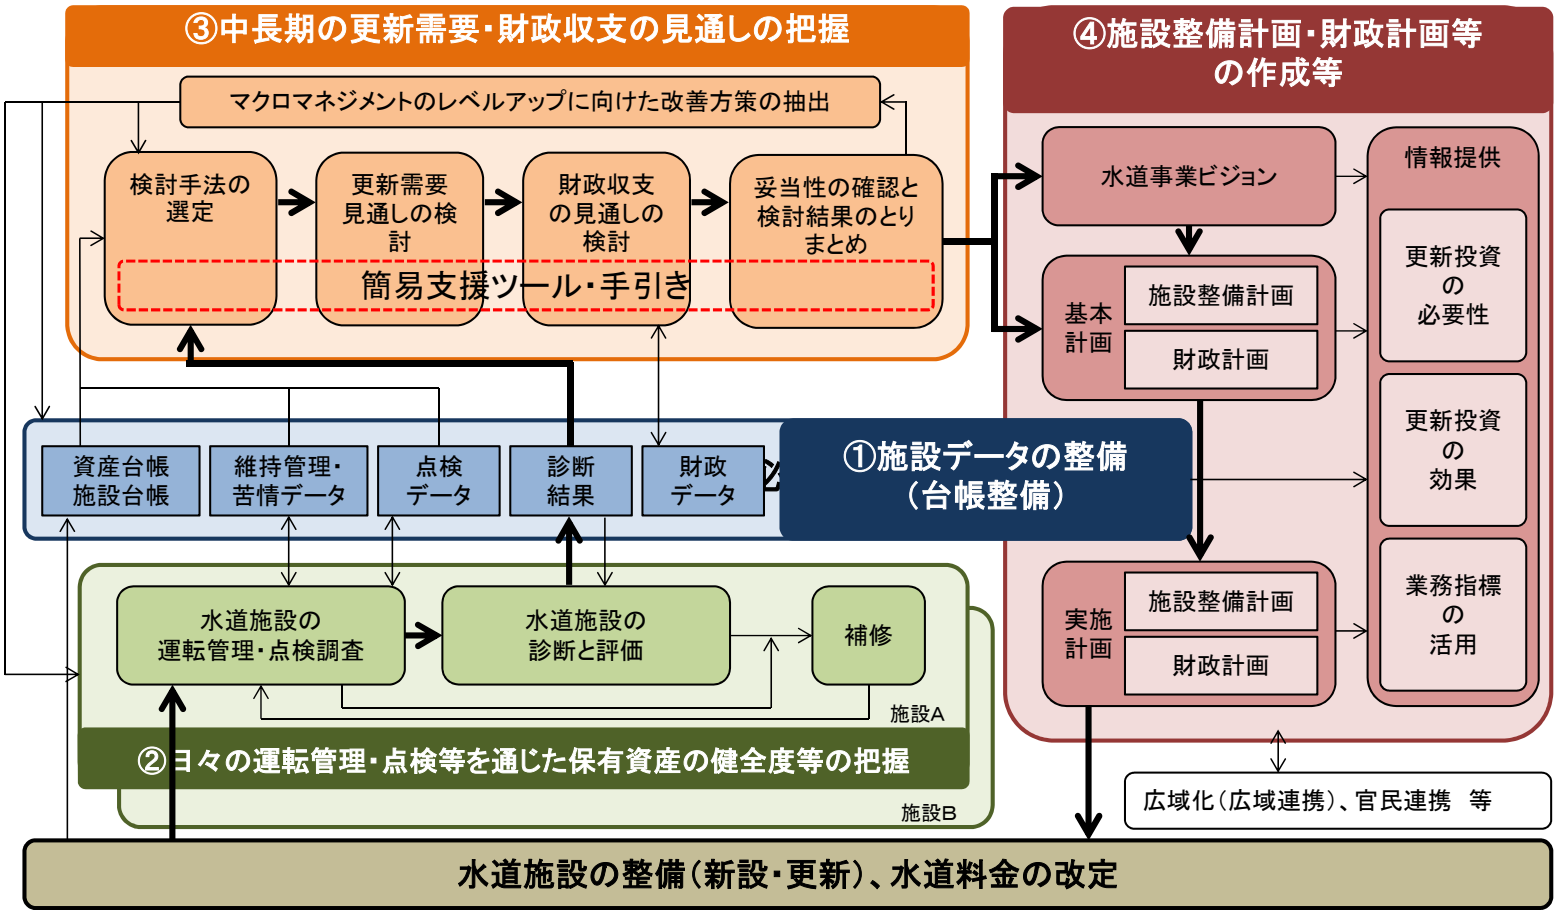 ③中長期の更新需要・財政収支の見通しの把握
マクロマネジメントのレベルアップに向けた改善方策の抽出
検討手法の
選定
更新需要
見通しの検
討
財政収支
の見通しの
検討
妥当性の確認と
検討結果のとり
まとめ
簡易支援ツール・手引き
④施設整備計画・財政計画等
の作成等
水道事業ビジョン
基本
計画
施設整備計画
財政計画
実施
計画
施設整備計画
財政計画
情報提供
更新投資
の
必要性
更新投資
の
効果
業務指標
の
活用
広域化（広域連携）、官民連携　等
資産台帳
施設台帳
維持管理・
苦情データ
点検
データ
診断
結果
財政
データ
①施設データの整備
（台帳整備）
水道施設の
運転管理・点検調査
水道施設の
診断と評価
補修
施設A
②日々の運転管理・点検等を通じた保有資産の健全度等の把握
施設B
水道施設の整備（新設・更新）、水道料金の改定